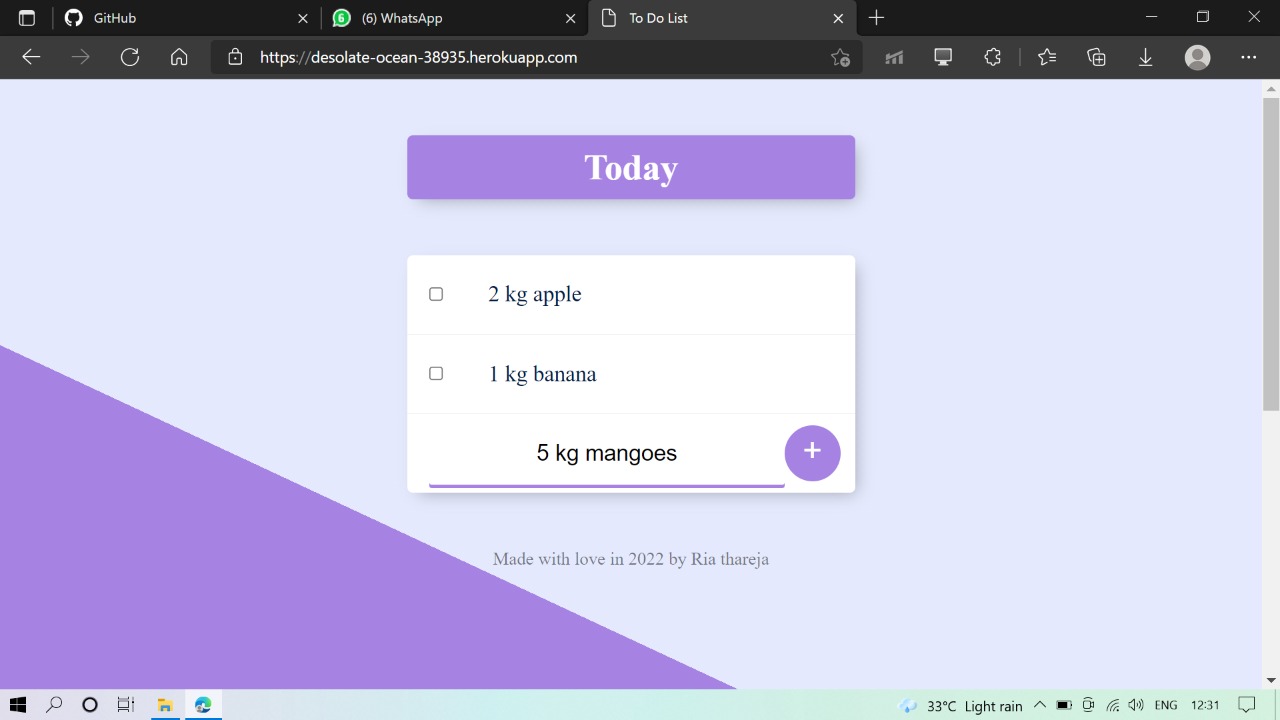 GitHub
6
(6) WhatsApp
To Do List
https://desolate-ocean-38935.herokuapp.com
Today
2 kg apple
1 kg banana
5 kg mangoes
+
Made with love in 2022 by Ria thareja
33°C Light rain
ENG
12:31